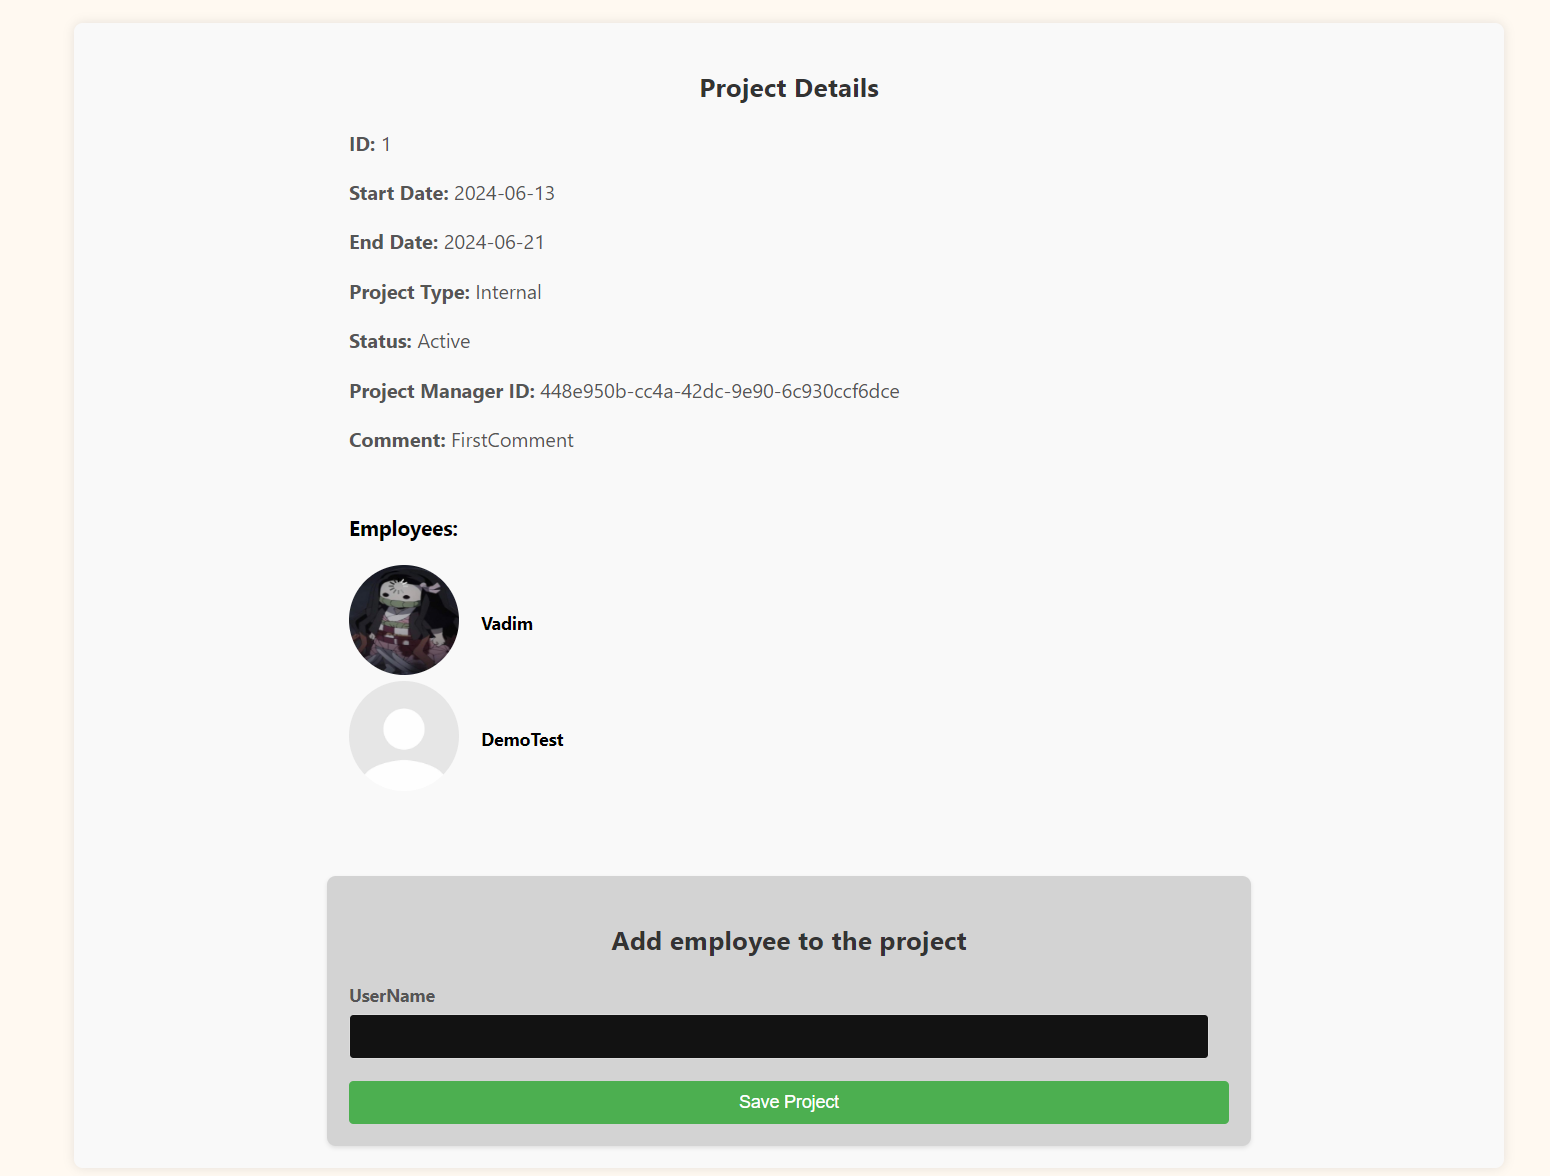 Project Details
ID: 1
Start Date: 2024-06-13
End Date: 2024-06-21
Project Type: Internal
Status: Active
Project Manager ID: 448e950b-cc4a-42dc-9e90-6c930ccf6dce
Comment: FirstComment
Employees:
Vadim
DemoTest
Add employee to the project
UserName
Save Project